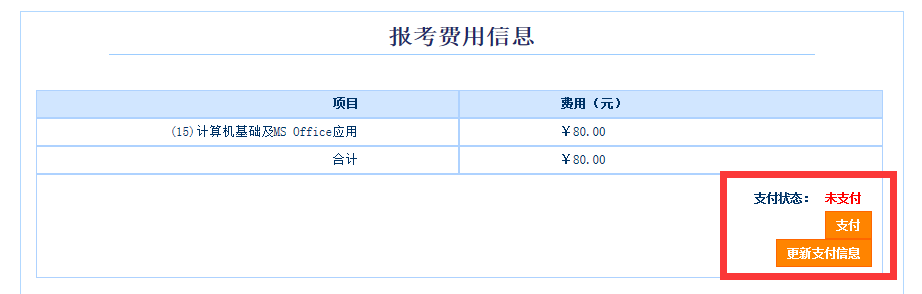 报考费用信息
项目 费用（元）
(15)计算机基础及MS Office应用 ￥80.00
合计 ￥80.00
支付状态： 未支付
支付
更新支付信息